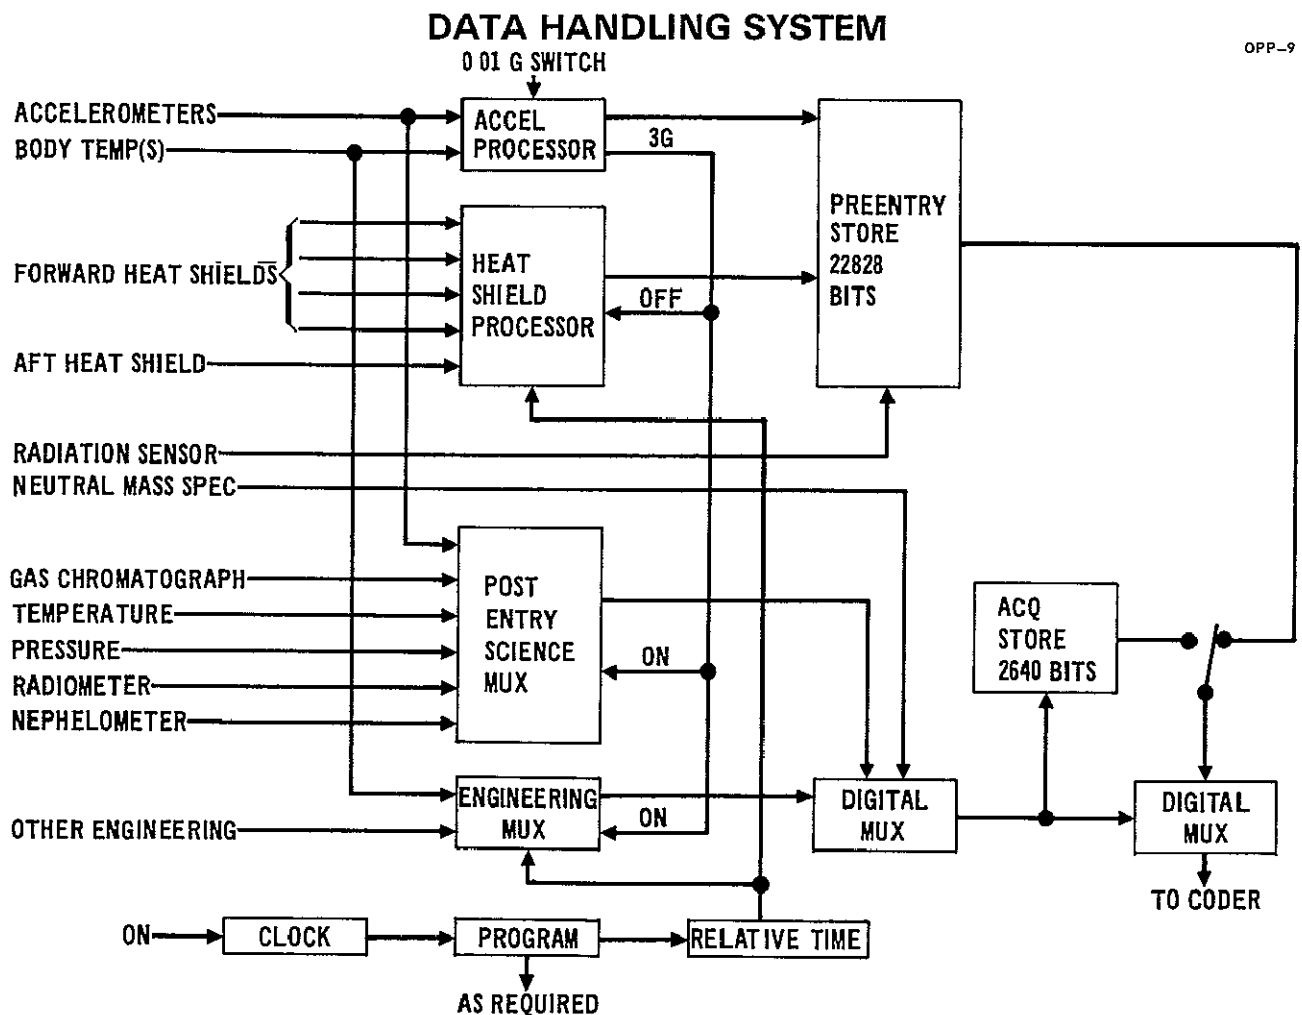 DATA HANDLING SYSTEM
OPP-9
0 01 G SWITCH
ACCELEROMETERS
BODY TEMP(S)
ACCEL
PROCESSOR
3G
FORWARD HEAT SHIELDS
AFT HEAT SHIELD
HEAT
SHIELD
PROCESSOR
OFF
PREENTRY
STORE
22828
BITS
RADIATION SENSOR
NEUTRAL MASS SPEC
GAS CHROMATOGRAPH
TEMPERATURE
PRESSURE
RADIOMETER
NEPHELOMETER
POST
ENTRY
SCIENCE
MUX
ON
ACQ
STORE
2640 BITS
OTHER ENGINEERING
ENGINEERING
MUX
ON
DIGITAL
MUX
DIGITAL
MUX
TO CODER
ON
CLOCK
PROGRAM
RELATIVE TIME
AS REQUIRED